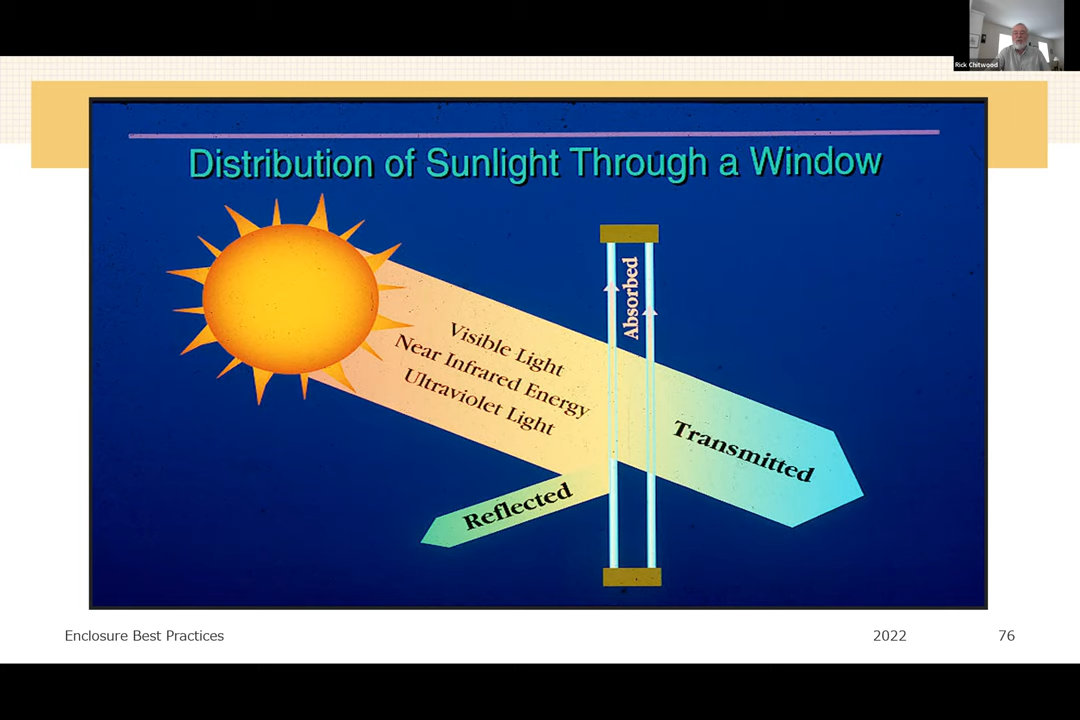 Rick Chitwood
Distribution of Sunlight Through a Window
Absorbed
Visible Light
Near Infrared Energy
Ultraviolet Light
Transmitted
Reflected
Enclosure Best Practices
2022
76